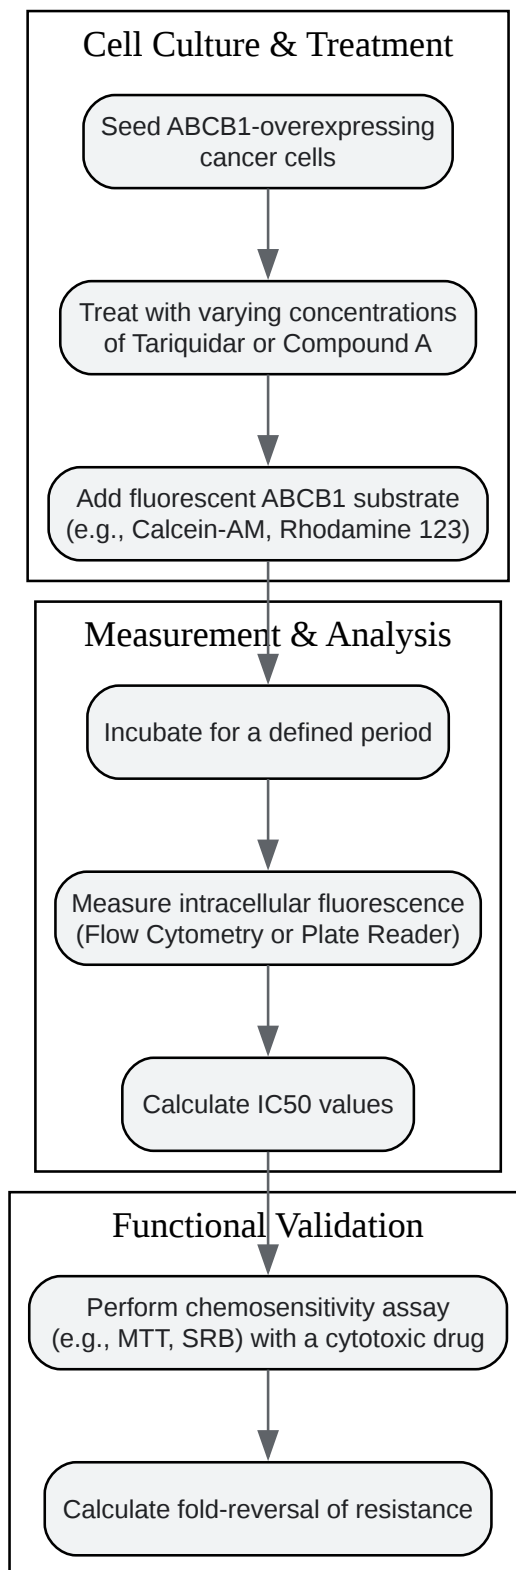 Cell Culture & Treatment
Seed ABCB1-overexpressing
cancer cells
Treat with varying concentrations
of Tariquidar or Compound A
Add fluorescent ABCB1 substrate
(e.g., Calcein-AM, Rhodamine 123)
Measurement & Analysis
Incubate for a defined period
Measure intracellular fluorescence
(Flow Cytometry or Plate Reader)
Calculate IC50 values
Functional Validation
Perform chemosensitivity assay
(e.g., MTT, SRB) with a cytotoxic drug
Calculate fold-reversal of resistance